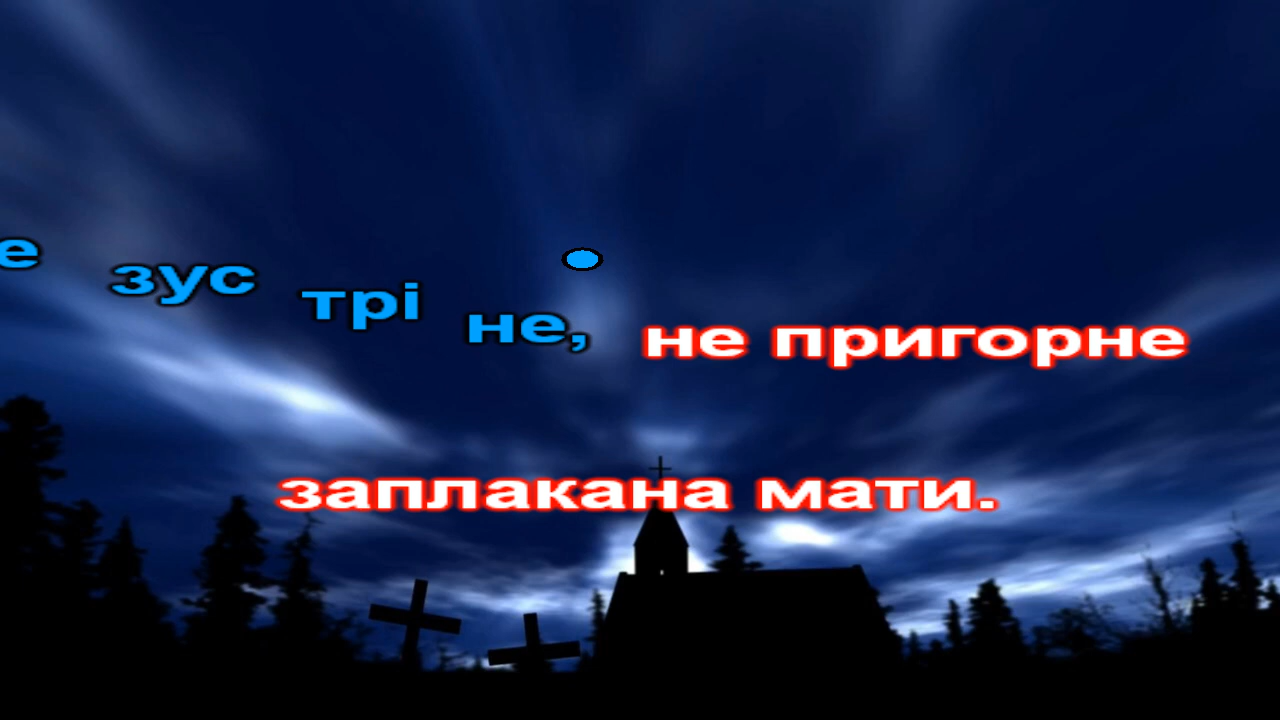 е зус трі не, не пригорне
заплакана мати.